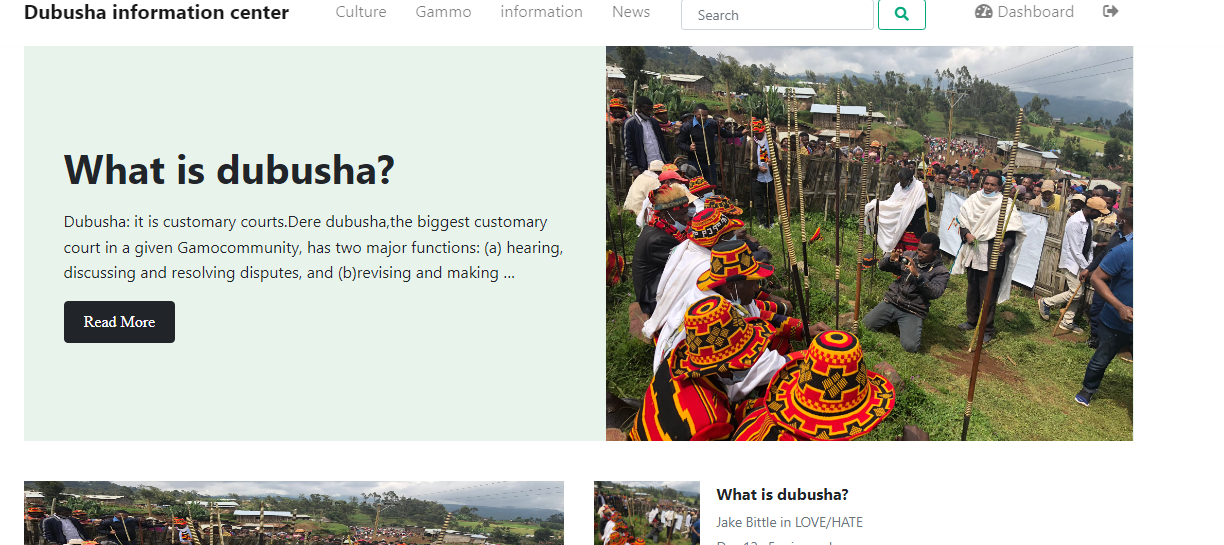 Dubusha information center
Culture
Gammo
information
News
Search
Dashboard
What is dubusha?
Dubusha: it is customary courts.Dere dubusha,the biggest customary
court in a given Gamocommunity, has two major functions: (a) hearing,
discussing and resolving disputes, and (b)revising and making ...
Read More
What is dubusha?
Jake Bittle in LOVE/HATE